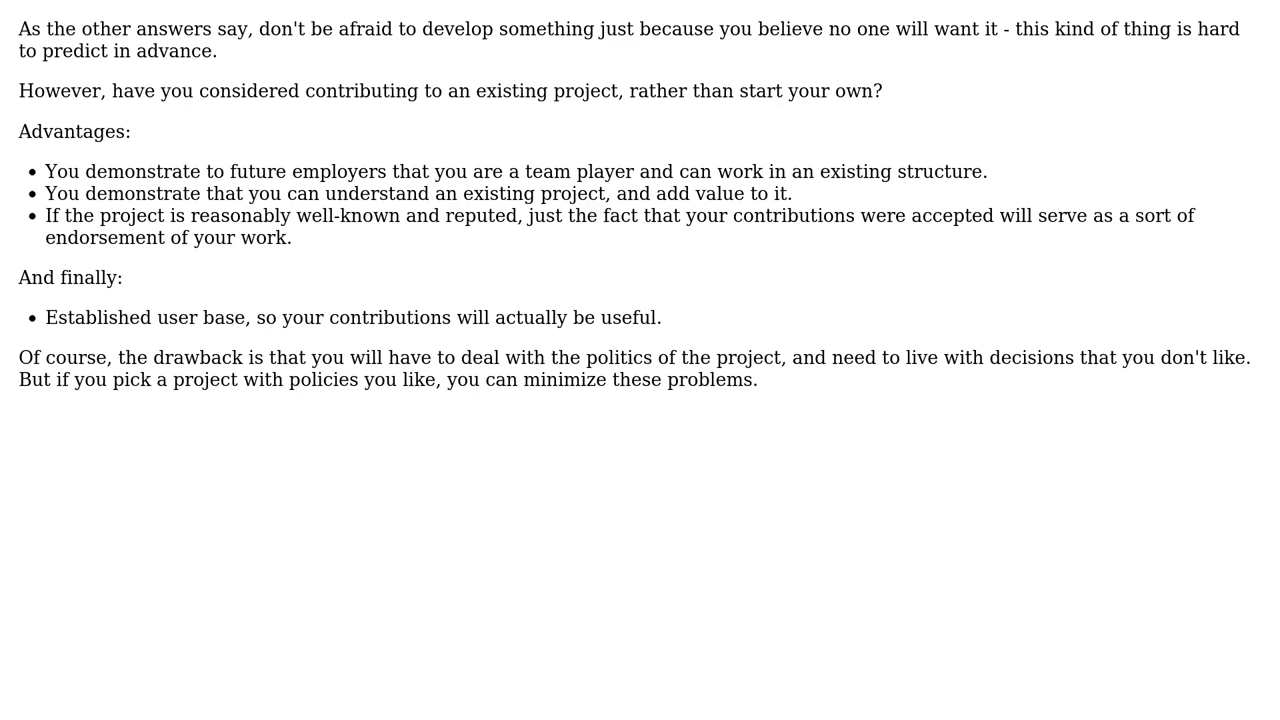 As the other answers say, don't be afraid to develop something just because you believe no one will want it - this kind of thing is hard
to predict in advance.
However, have you considered contributing to an existing project, rather than start your own?
Advantages:
• You demonstrate to future employers that you are a team player and can work in an existing structure.
• You demonstrate that you can understand an existing project, and add value to it.
• If the project is reasonably well-known and reputed, just the fact that your contributions were accepted will serve as a sort of
endorsement of your work.
And finally:
• Established user base, so your contributions will actually be useful.
Of course, the drawback is that you will have to deal with the politics of the project, and need to live with decisions that you don't like.
But if you pick a project with policies you like, you can minimize these problems.